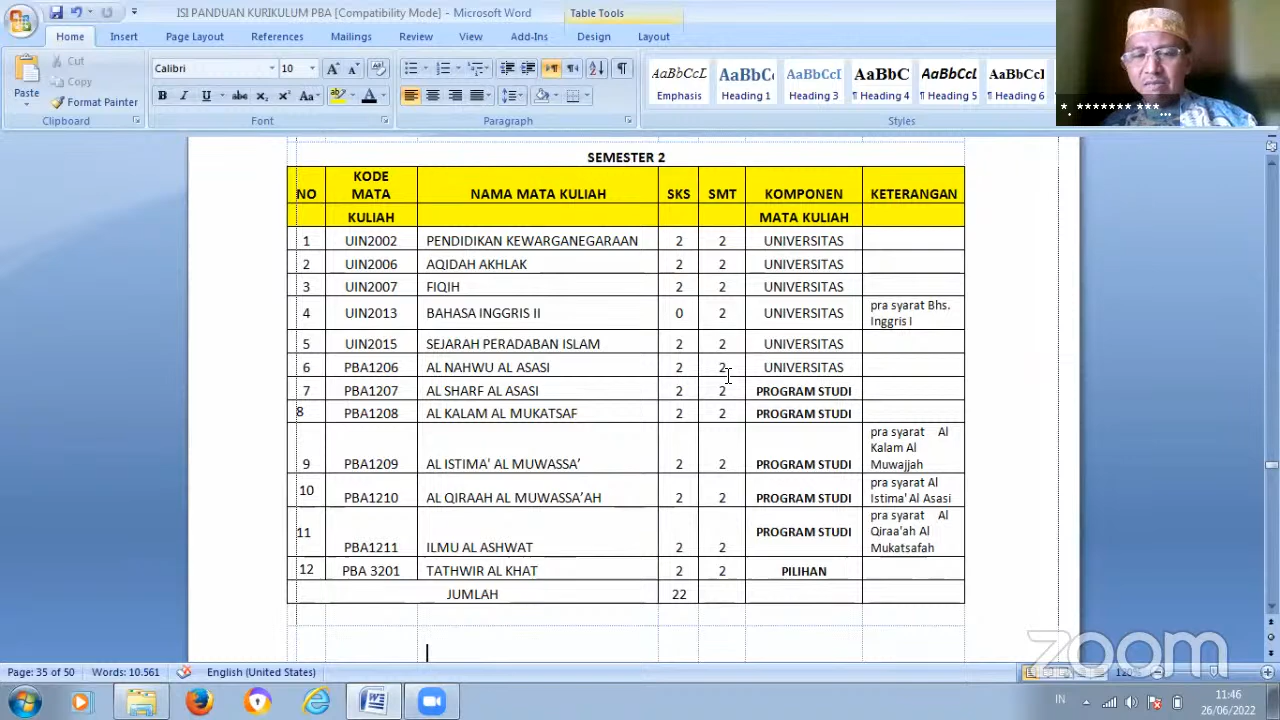 ISI PANDUAN KURIKULUM PBA [Compatibility Mode] - Microsoft Word
Table Tools
Home Insert Page Layout References Mailings Review View Add-Ins Design Layout
Paste
Cut
Copy
Format Painter
Clipboard
Calibri 10
Font
Paragraph
AaBbCcL AaBbCc AaBbCcI AaBbC AaBbCcL AaBbCcI
Emphasis Heading 1 Heading 3 ¶ Heading 4 ¶ Heading 5 ¶ Heading 6
Styles
*. ******* ***...
SEMESTER 2
NO KODE MATA NAMA MATA KULIAH SKS SMT KOMPONEN KETERANGAN
KULIAH MATA KULIAH
1 UIN2002 PENDIDIKAN KEWARGANEGARAAN 2 2 UNIVERSITAS
2 UIN2006 AQIDAH AKHLAK 2 2 UNIVERSITAS
3 UIN2007 FIQIH 2 2 UNIVERSITAS
4 UIN2013 BAHASA INGGRIS II 0 2 UNIVERSITAS pra syarat Bhs. Inggris I
5 UIN2015 SEJARAH PERADABAN ISLAM 2 2 UNIVERSITAS
6 PBA1206 AL NAHWU AL ASASI 2 2 UNIVERSITAS
7 PBA1207 AL SHARF AL ASASI 2 2 PROGRAM STUDI
8 PBA1208 AL KALAM AL MUKATSAF 2 2 PROGRAM STUDI
9 PBA1209 AL ISTIMA' AL MUWASSA’ 2 2 PROGRAM STUDI pra syarat Al Kalam Al Muwajjah
10 PBA1210 AL QIRAAH AL MUWASSA’AH 2 2 PROGRAM STUDI pra syarat Al Istima' Al Asasi
11 PBA1211 ILMU AL ASHWAT 2 2 PROGRAM STUDI pra syarat Al Qiraa'ah Al Mukatsafah
12 PBA 3201 TATHWIR AL KHAT 2 2 PILIHAN
JUMLAH 22
zoom
Page: 35 of 50 Words: 10.561 English (United States)
IN
11:46
26/06/2022